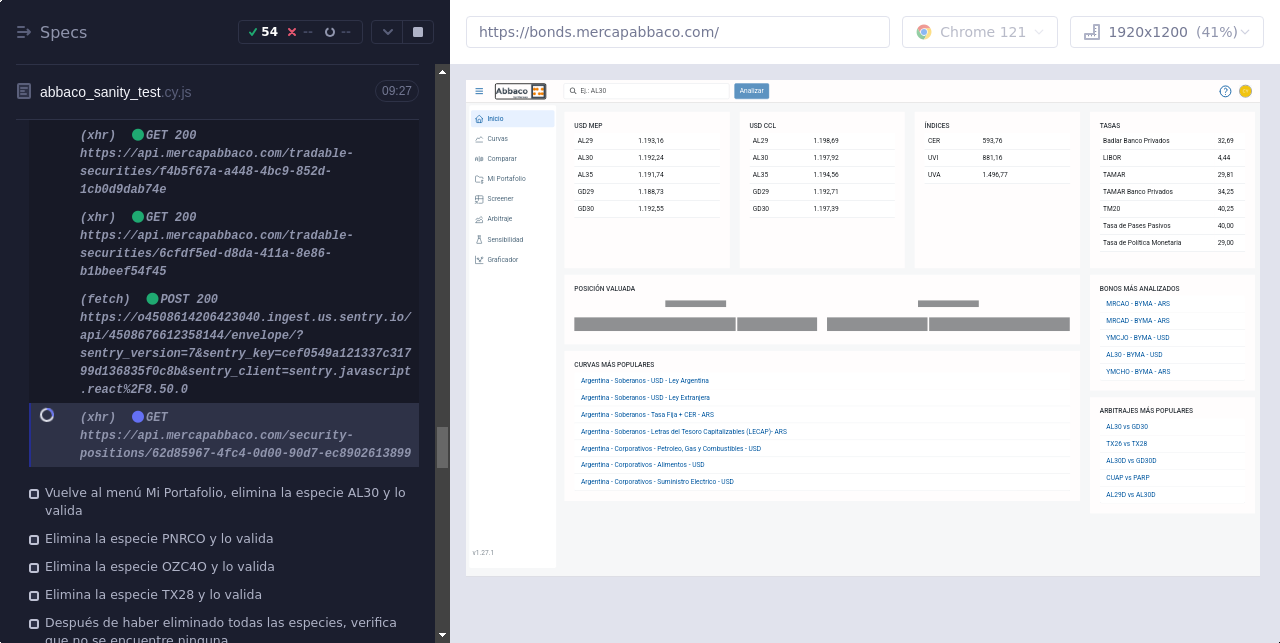 Specs
54
--
--
https://bonds.mercapabbaco.com/
Chrome 121
1920x1200 (41%)
abbaco_sanity_test.cy.js
09:27
(xhr) GET 200
https://api.mercapabbaco.com/tradable-
securities/f4b5f67a-a448-4bc9-852d-
1cb0d9dab74e
(xhr) GET 200
https://api.mercapabbaco.com/tradable-
securities/6cfdf5ed-d8da-411a-8e86-
b1bbeef54f45
(fetch) POST 200
https://o4508614206423040.ingest.us.sentry.io/
api/4508676612358144/envelope/?
sentry_version=7&sentry_key=cef0549a121337c317
99d136835f0c8b&sentry_client=sentry.javascript
.react%2F8.50.0
(xhr) GET
https://api.mercapabbaco.com/security-
positions/62d85967-4fc4-0d00-90d7-ec8902613899
Vuelve al menú Mi Portafolio, elimina la especie AL30 y lo
valida
Elimina la especie PNRCO y lo valida
Elimina la especie OZC4O y lo valida
Elimina la especie TX28 y lo valida
Después de haber eliminado todas las especies, verifica
que no se encuentre ninguna
Abbaco
Ej.: AL30
Analizar
Inicio
Curvas
Comparar
Mi Portafolio
Screener
Arbitraje
Sensibilidad
Graficador
v1.27.1
USD MEP
AL29 1.193,16
AL30 1.192,24
AL35 1.191,74
GD29 1.188,73
GD30 1.192,55
USD CCL
AL29 1.198,69
AL30 1.197,92
AL35 1.194,56
GD29 1.192,71
GD30 1.197,39
ÍNDICES
CER 593,76
UVI 881,16
UVA 1.496,77
TASAS
Badlar Banco Privados 32,69
LIBOR 4,44
TAMAR 29,81
TAMAR Banco Privados 34,25
TM20 40,25
Tasa de Pases Pasivos 40,00
Tasa de Política Monetaria 29,00
POSICIÓN VALUADA
CURVAS MÁS POPULARES
Argentina - Soberanos - USD - Ley Argentina
Argentina - Soberanos - USD - Ley Extranjera
Argentina - Soberanos - Tasa Fija + CER - ARS
Argentina - Soberanos - Letras del Tesoro Capitalizables (LECAP)- ARS
Argentina - Corporativos - Petroleo, Gas y Combustibles - USD
Argentina - Corporativos - Alimentos - USD
Argentina - Corporativos - Suministro Electrico - USD
BONOS MÁS ANALIZADOS
MRCAO - BYMA - ARS
MRCAD - BYMA - ARS
YMCJO - BYMA - USD
AL30 - BYMA - USD
YMCHO - BYMA - ARS
ARBITRAJES MÁS POPULARES
AL30 vs GD30
TX26 vs TX28
AL30D vs GD30D
CUAP vs PARP
AL29D vs AL30D